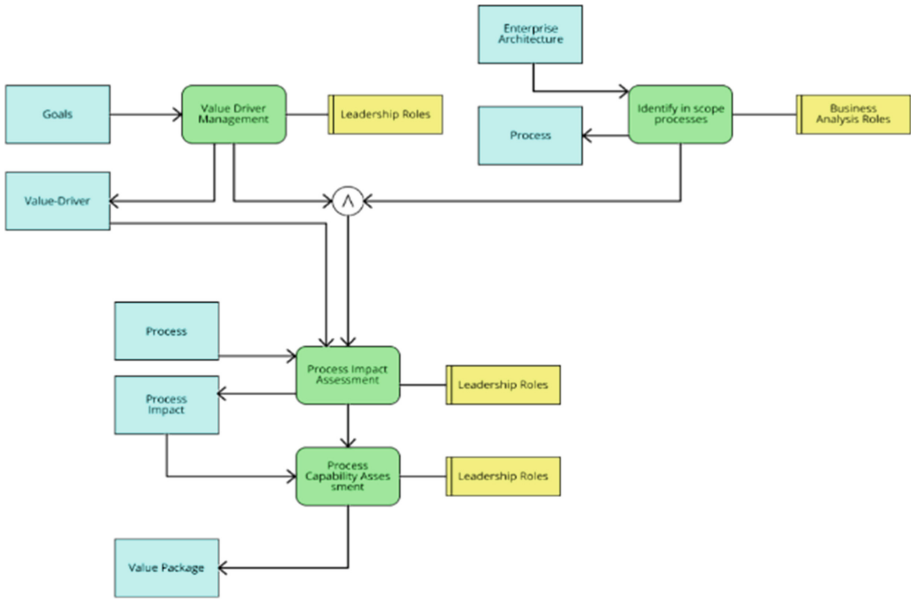 Enterprise
Architecture
Goals
Value Driver
Management
Leadership Roles
Identify in scope
processes
Business
Analysis Roles
Process
Value-Driver
∧
Process
Process Impact
Assessment
Leadership Roles
Process
Impact
Process
Capability Asses
sment
Leadership Roles
Value Package